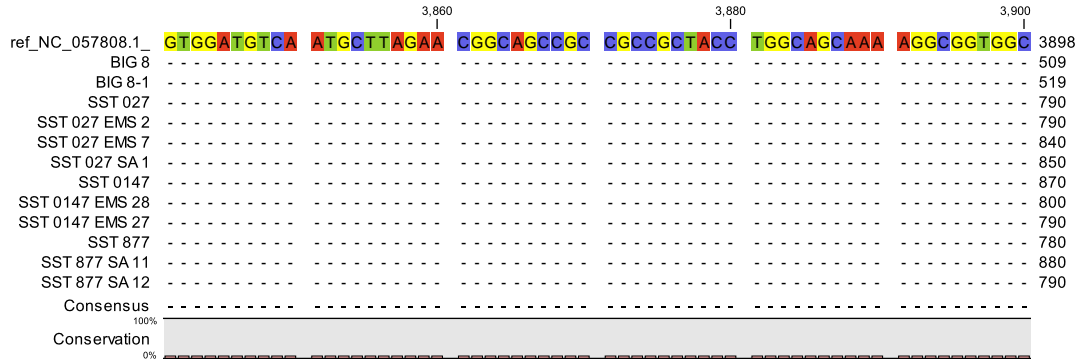 3,860 3,880 3,900
ref_NC_057808.1_ GTGGATGTCA ATGCTTAGAA CGGCAGCCGC CGCCGCTACC TGGCAGCAAA AGGCGGTGGC 3898
BIG 8 - - - - - - - - - - - - - - - - - - - - - - - - - - - - - - - - - - - - - - - - - - - - - - - - - - - - - - - - - - - - 509
BIG 8-1 - - - - - - - - - - - - - - - - - - - - - - - - - - - - - - - - - - - - - - - - - - - - - - - - - - - - - - - - - - - - 519
SST 027 - - - - - - - - - - - - - - - - - - - - - - - - - - - - - - - - - - - - - - - - - - - - - - - - - - - - - - - - - - - - 790
SST 027 EMS 2 - - - - - - - - - - - - - - - - - - - - - - - - - - - - - - - - - - - - - - - - - - - - - - - - - - - - - - - - - - - - 790
SST 027 EMS 7 - - - - - - - - - - - - - - - - - - - - - - - - - - - - - - - - - - - - - - - - - - - - - - - - - - - - - - - - - - - - 840
SST 027 SA 1 - - - - - - - - - - - - - - - - - - - - - - - - - - - - - - - - - - - - - - - - - - - - - - - - - - - - - - - - - - - - 850
SST 0147 - - - - - - - - - - - - - - - - - - - - - - - - - - - - - - - - - - - - - - - - - - - - - - - - - - - - - - - - - - - - 870
SST 0147 EMS 28 - - - - - - - - - - - - - - - - - - - - - - - - - - - - - - - - - - - - - - - - - - - - - - - - - - - - - - - - - - - - 800
SST 0147 EMS 27 - - - - - - - - - - - - - - - - - - - - - - - - - - - - - - - - - - - - - - - - - - - - - - - - - - - - - - - - - - - - 790
SST 877 - - - - - - - - - - - - - - - - - - - - - - - - - - - - - - - - - - - - - - - - - - - - - - - - - - - - - - - - - - - - 780
SST 877 SA 11 - - - - - - - - - - - - - - - - - - - - - - - - - - - - - - - - - - - - - - - - - - - - - - - - - - - - - - - - - - - - 880
SST 877 SA 12 - - - - - - - - - - - - - - - - - - - - - - - - - - - - - - - - - - - - - - - - - - - - - - - - - - - - - - - - - - - - 790
Consensus - - - - - - - - - - - - - - - - - - - - - - - - - - - - - - - - - - - - - - - - - - - - - - - - - - - - - - - - - - - -
100%
Conservation
0%